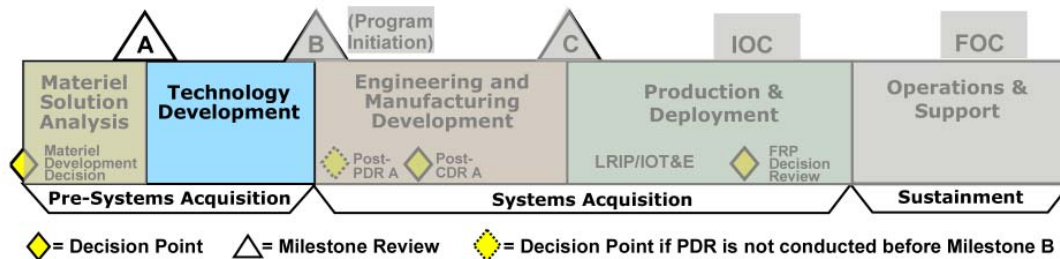 A
B
(Program
Initiation)
C
IOC
FOC
Materiel
Solution
Analysis
Materiel
Development
Decision
Technology
Development
Engineering and
Manufacturing
Development
Post-
PDR A
Post-
CDR A
Production &
Deployment
LRIP/IOT&E
FRP
Decision
Review
Operations &
Support
Pre-Systems Acquisition
Systems Acquisition
Sustainment
= Decision Point
= Milestone Review
= Decision Point if PDR is not conducted before Milestone B